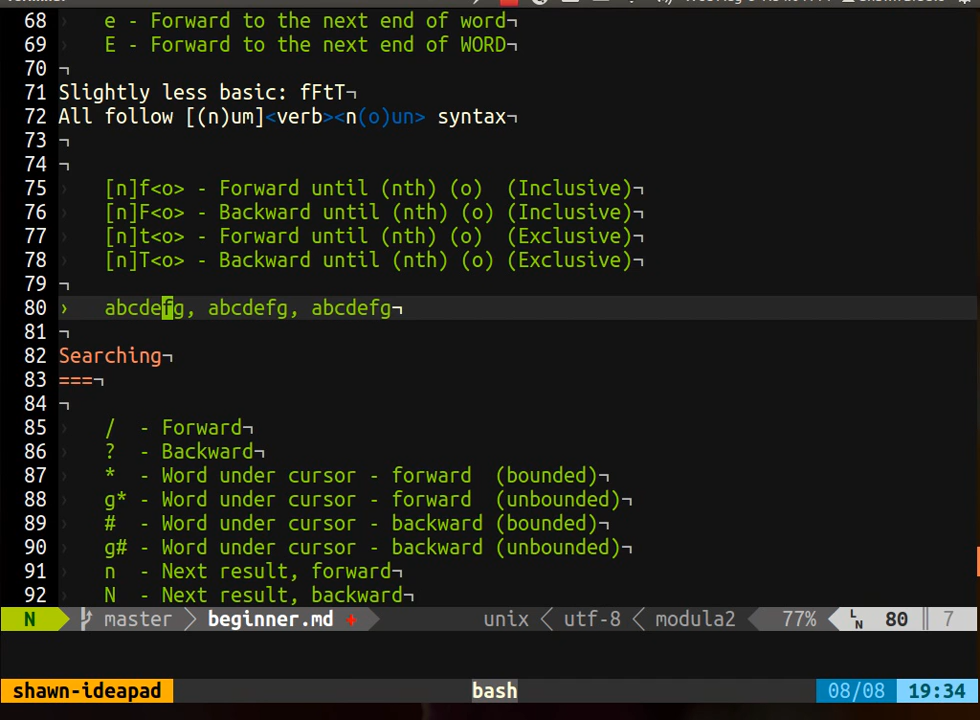 68 e - Forward to the next end of word¬
69 E - Forward to the next end of WORD¬
70 ¬
71 Slightly less basic: fFtT¬
72 All follow [(n)um]<verb><n(o)un> syntax¬
73 ¬
74 ¬
75 › [n]f<o> - Forward until (nth) (o)  (Inclusive)¬
76 › [n]F<o> - Backward until (nth) (o) (Inclusive)¬
77 › [n]t<o> - Forward until (nth) (o)  (Exclusive)¬
78 › [n]T<o> - Backward until (nth) (o) (Exclusive)¬
79 ¬
80 › abcdefg, abcdefg, abcdefg¬
81 ¬
82 Searching¬
83 ===¬
84 ¬
85 › /  - Forward¬
86 › ?  - Backward¬
87 › *  - Word under cursor - forward  (bounded)¬
88 › g* - Word under cursor - forward  (unbounded)¬
89 › #  - Word under cursor - backward (bounded)¬
90 › g# - Word under cursor - backward (unbounded)¬
91 › n  - Next result, forward¬
92 › N  - Next result, backward¬
N master beginner.md + unix utf-8 modula2 77% LN 80 7
shawn-ideapad bash 08/08 19:34